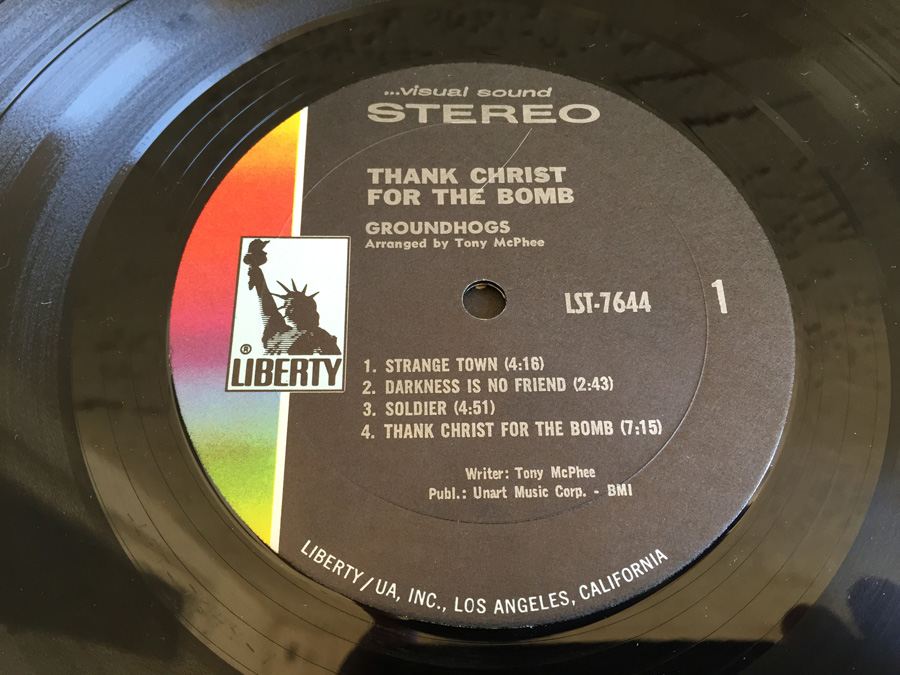 ...visual sound
STEREO
THANK CHRIST
FOR THE BOMB
GROUNDHOGS
Arranged by Tony McPhee
LST-7644
1
®
LIBERTY
1. STRANGE TOWN (4:16)
2. DARKNESS IS NO FRIEND (2:43)
3. SOLDIER (4:51)
4. THANK CHRIST FOR THE BOMB (7:15)
Writer: Tony McPhee
Publ.: Unart Music Corp. - BMI
LIBERTY/UA, INC., LOS ANGELES, CALIFORNIA